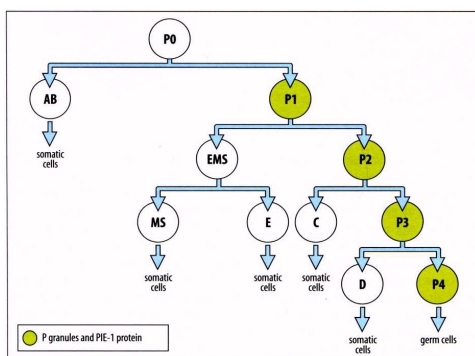 P0
AB
P1
somatic
cells
EMS
P2
MS
E
C
P3
somatic
cells
somatic
cells
somatic
cells
D
P4
P granules and PIE-1 protein
somatic
cells
germ cells